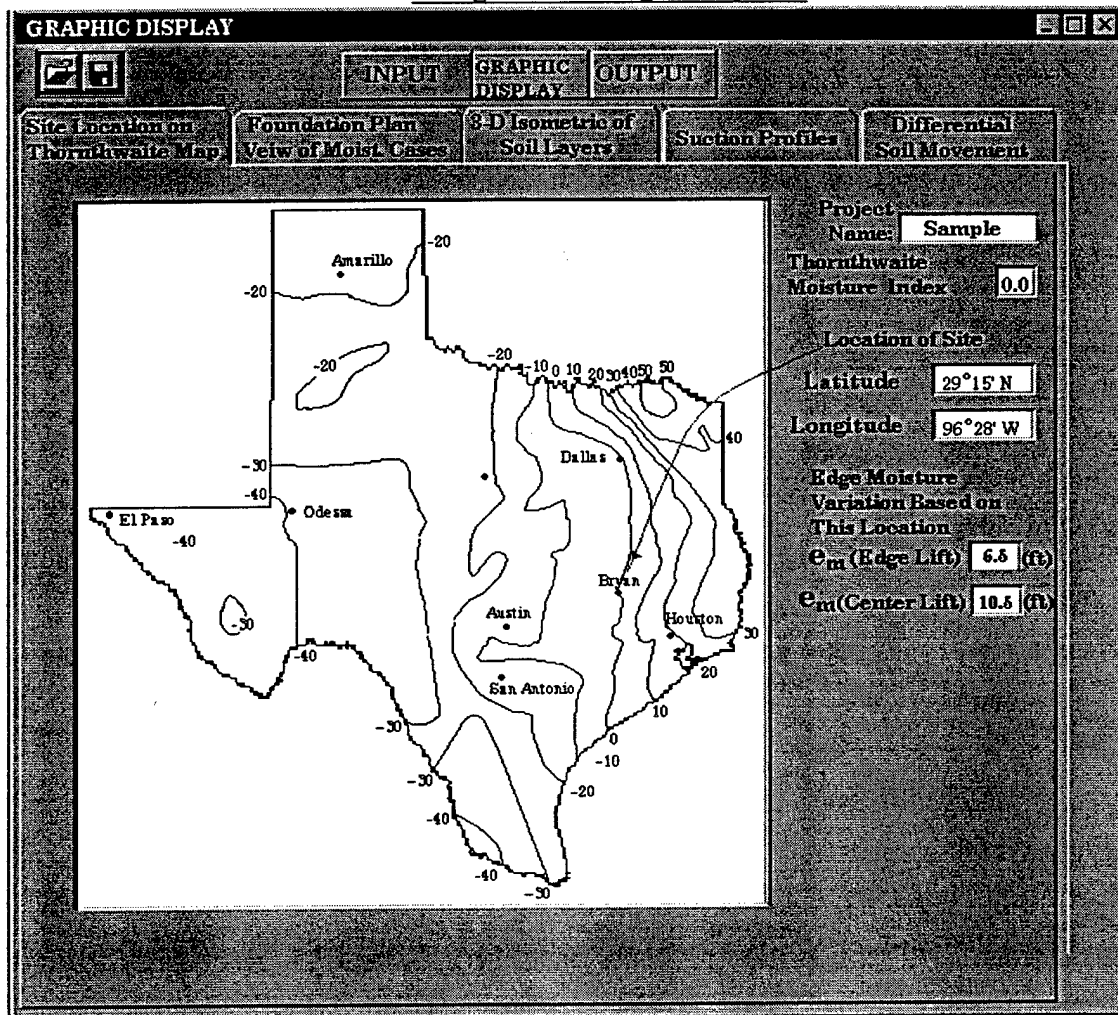 GRAPHIC DISPLAY
INPUT
GRAPHIC
DISPLAY
OUTPUT
Site Location on
Thornthwaite Map
Foundation Plan
Veiw of Moist. Cases
3-D Isometric of
Soil Layers
Suction Profiles
Differential
Soil Movement
Project
Name: Sample
Thornthwaite
Moisture Index 0.0
Location of Site
Latitude 29°15' N
Longitude 96°28' W
Edge Moisture
Variation Based on
This Location
em (Edge Lift) 6.5 (ft)
em (Center Lift) 10.5 (ft)
-20
Amarillo
-20
-20
-20
-10 0 10 20 30 40 50 50
40
-30
Dallas
-40
El Paso
Odessa
-40
Bryan
-30
Austin
Houston
30
-40
20
San Antonio
10
-30
0
-10
-30
-20
-40
-40
-30